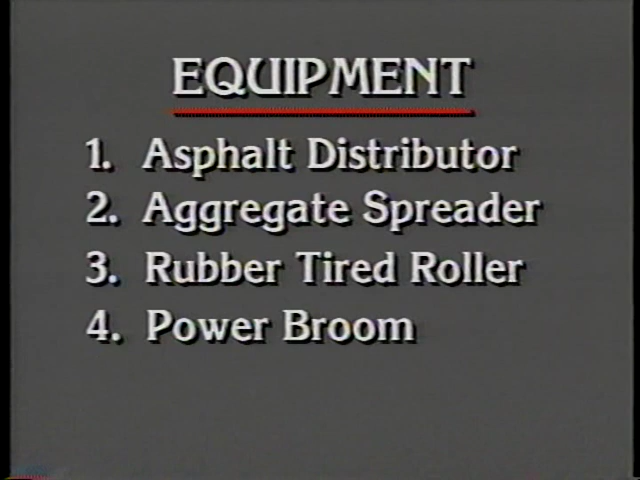 EQUIPMENT
1. Asphalt Distributor
2. Aggregate Spreader
3. Rubber Tired Roller
4. Power Broom